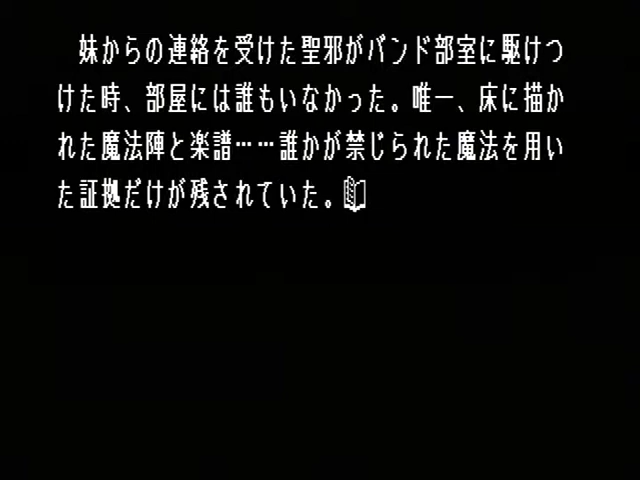 妹からの連絡を受けた聖邪がバンド部室に駆けつ
けた時、部屋には誰もいなかった。唯一、床に描か
れた魔法陣と楽譜……誰かが禁じられた魔法を用い
た証拠だけが残されていた。